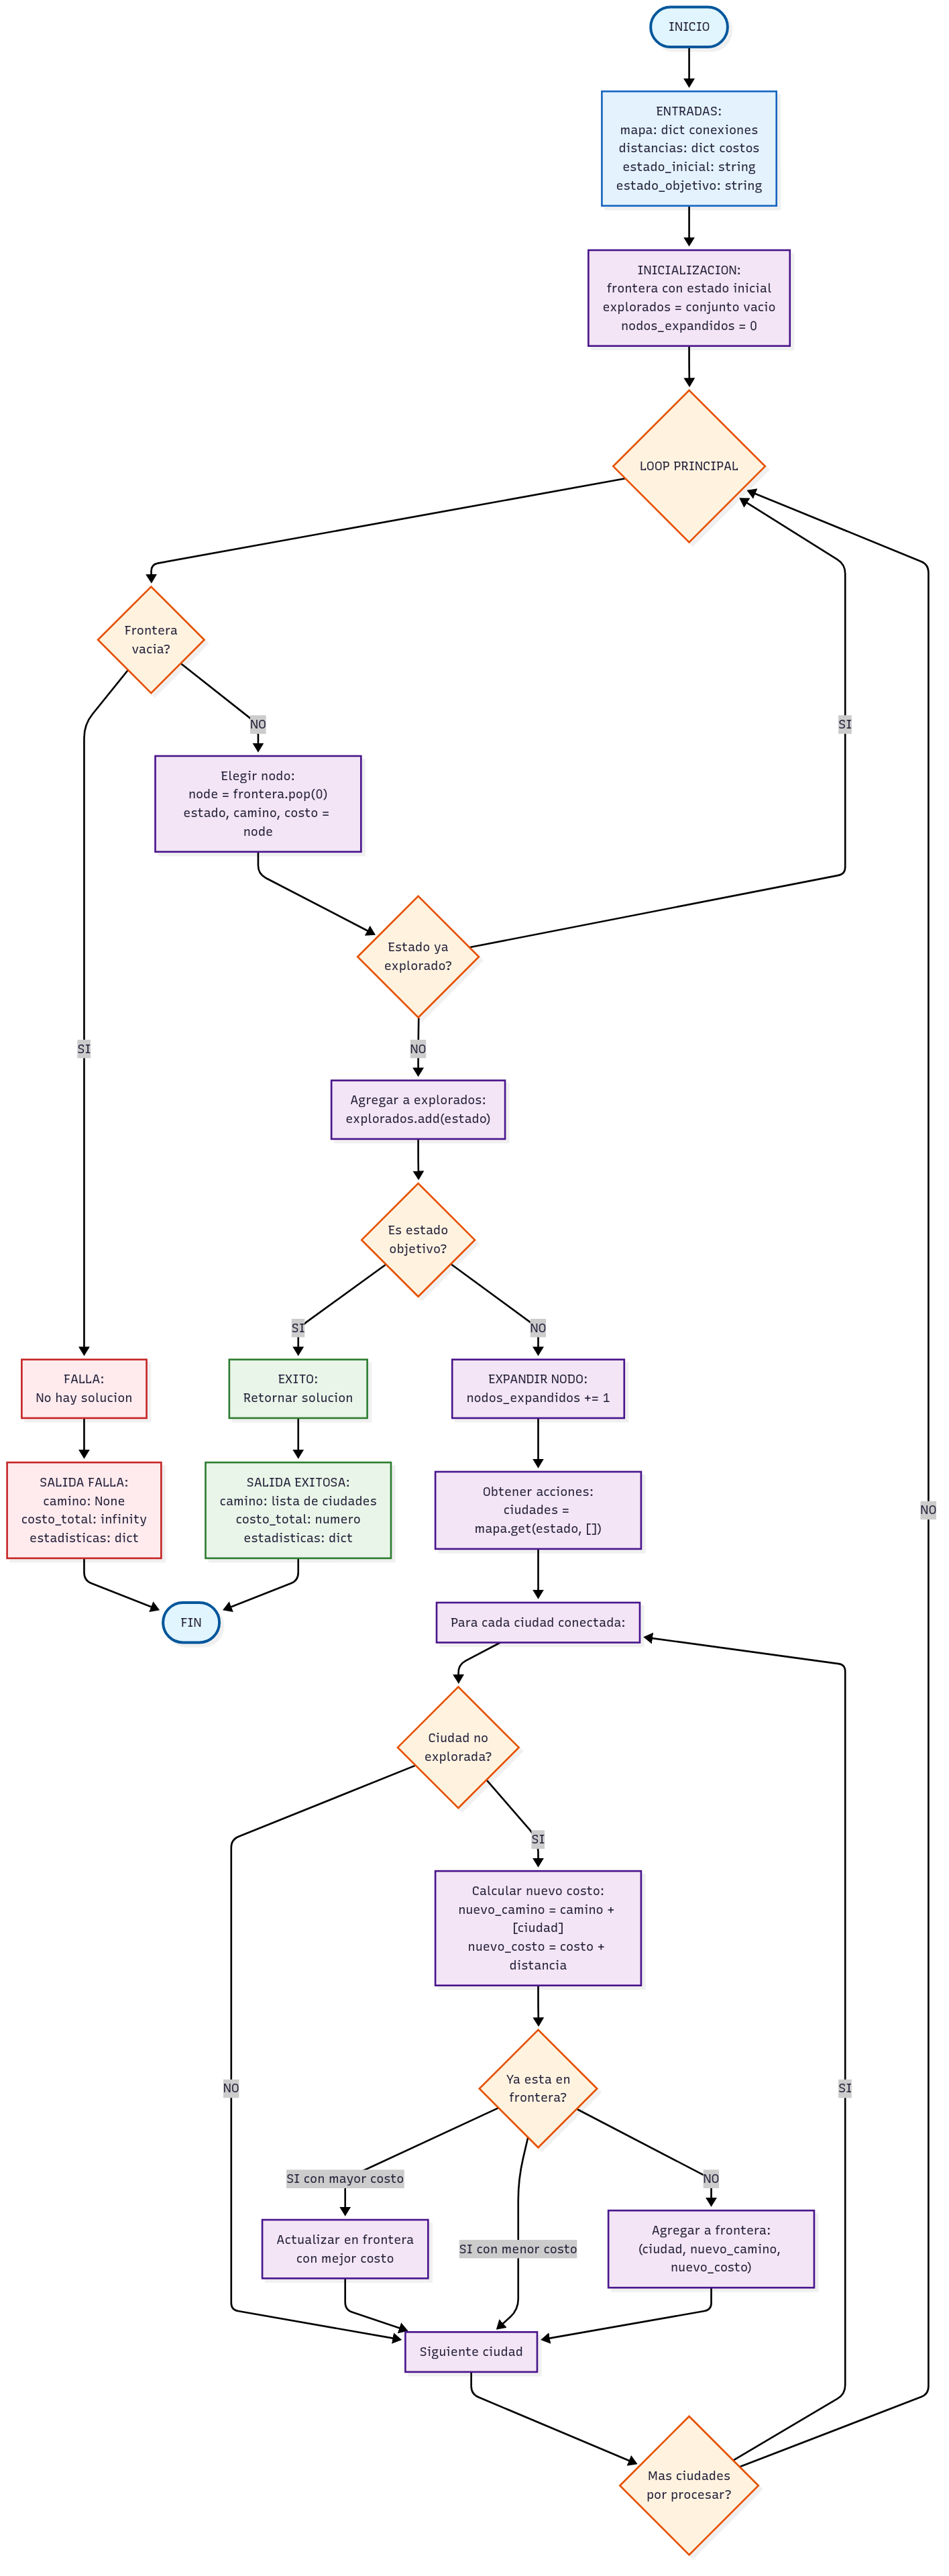 INICIO
ENTRADAS:
mapa: dict conexiones
distancias: dict costos
estado_inicial: string
estado_objetivo: string
INICIALIZACION:
frontera con estado inicial
explorados = conjunto vacio
nodos_expandidos = 0
LOOP PRINCIPAL
Frontera
vacia?
NO
SI
Elegir nodo:
node = frontera.pop(0)
estado, camino, costo =
node
Estado ya
explorado?
SI
NO
Agregar a explorados:
explorados.add(estado)
Es estado
objetivo?
SI
NO
FALLA:
No hay solucion
EXITO:
Retornar solucion
EXPANDIR NODO:
nodos_expandidos += 1
SALIDA FALLA:
camino: None
costo_total: infinity
estadisticas: dict
SALIDA EXITOSA:
camino: lista de ciudades
costo_total: numero
estadisticas: dict
Obtener acciones:
ciudades =
mapa.get(estado, [])
NO
FIN
Para cada ciudad conectada:
Ciudad no
explorada?
SI
Calcular nuevo costo:
nuevo_camino = camino +
[ciudad]
nuevo_costo = costo +
distancia
NO
Ya esta en
frontera?
SI
SI con mayor costo
NO
SI con menor costo
Actualizar en frontera
con mejor costo
Agregar a frontera:
(ciudad, nuevo_camino,
nuevo_costo)
Siguiente ciudad
Mas ciudades
por procesar?